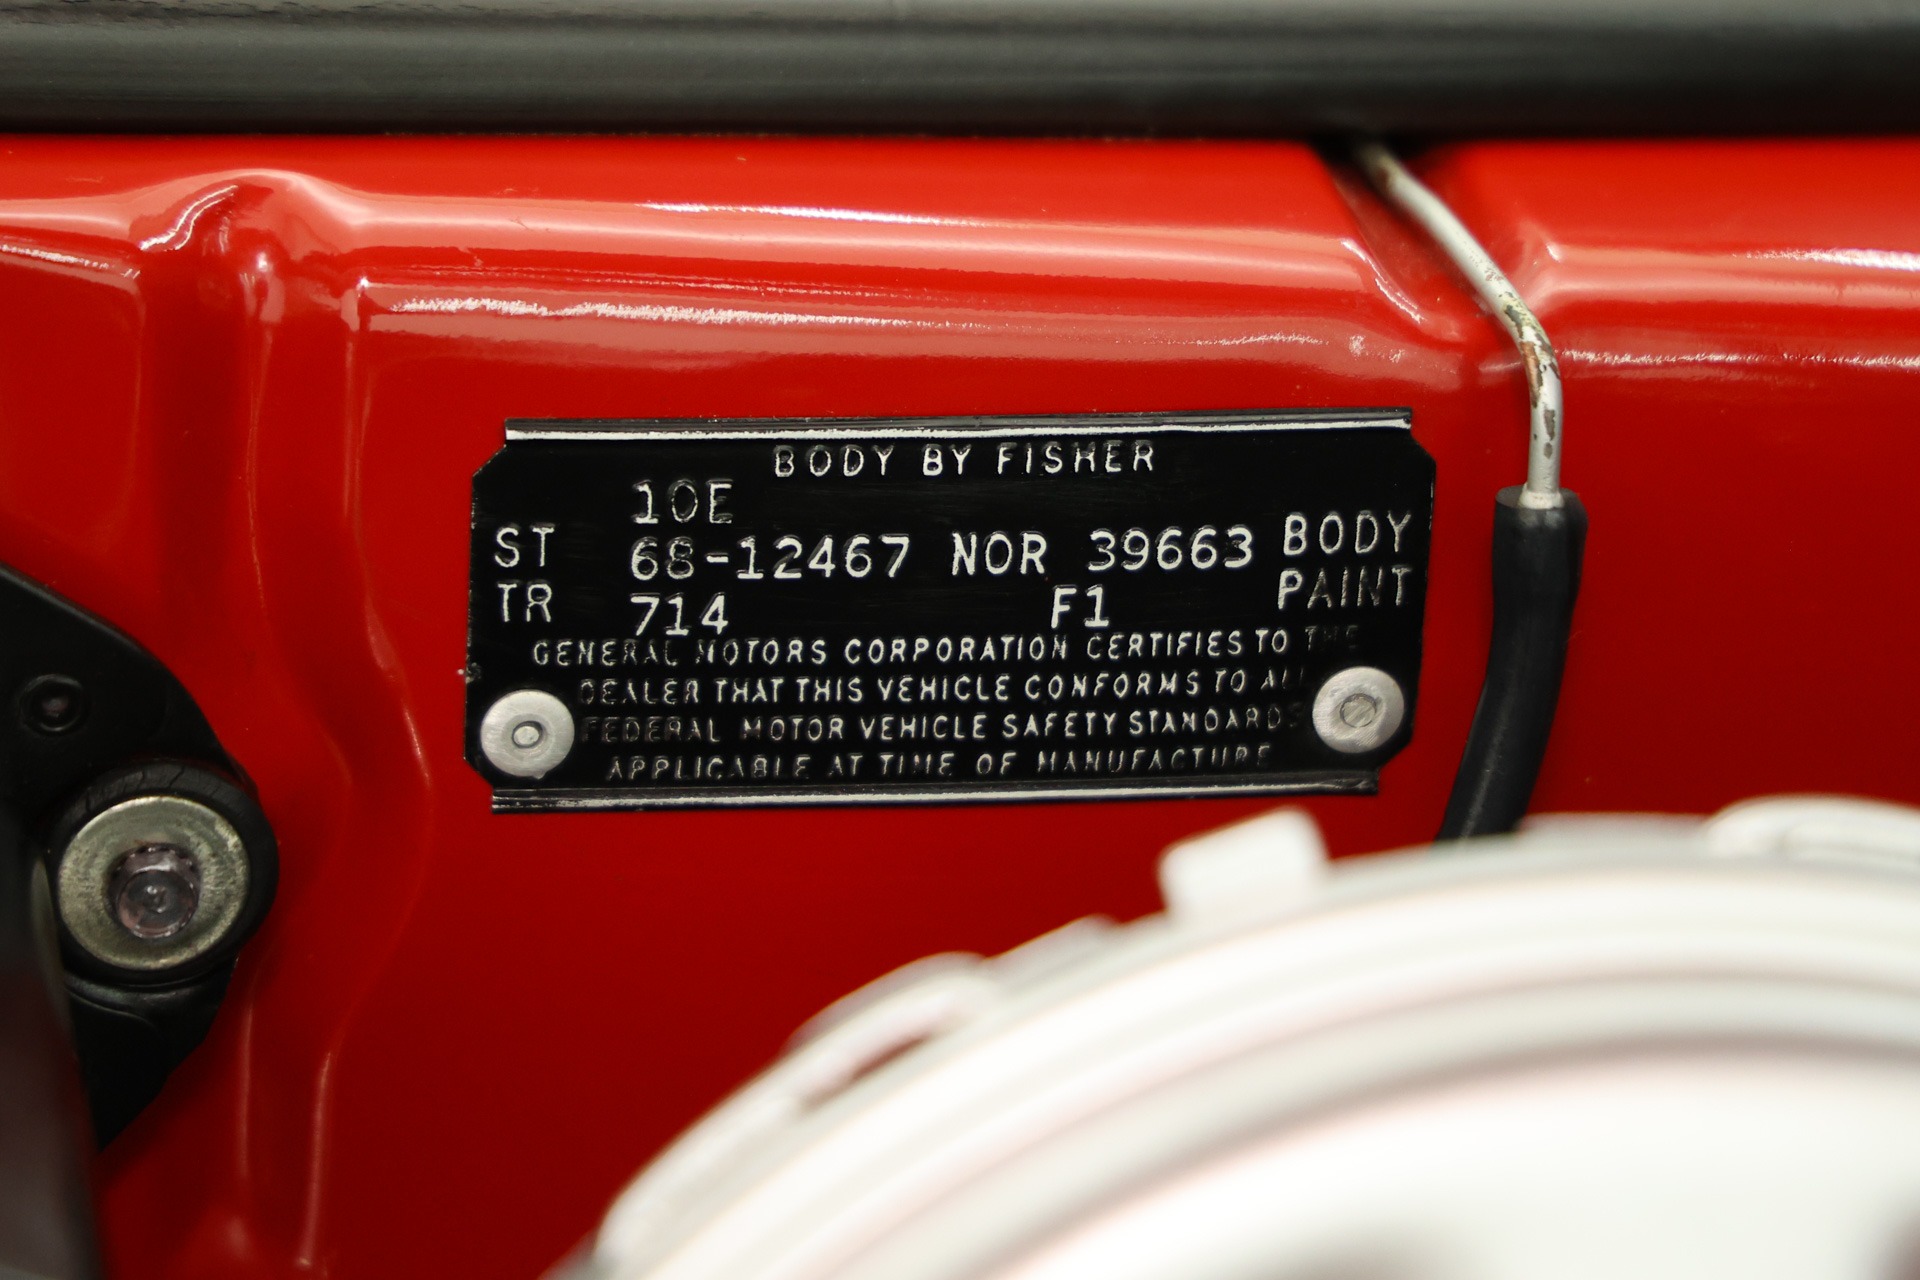 BODY BY FISHER
10E
ST 68-12467 NOR 39663 BODY
TR 714 F1 PAINT
GENERAL MOTORS CORPORATION CERTIFIES TO THE
DEALER THAT THIS VEHICLE CONFORMS TO ALL
FEDERAL MOTOR VEHICLE SAFETY STANDARDS
APPLICABLE AT TIME OF MANUFACTURE